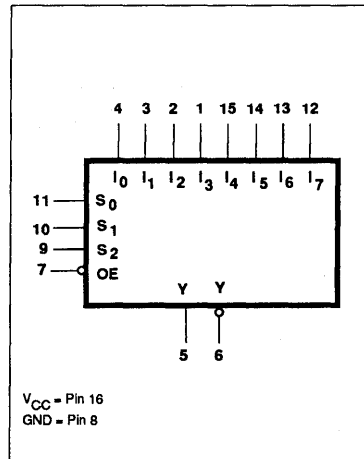 4 3 2 1 15 14 13 12
I0 I1 I2 I3 I4 I5 I6 I7
11 S0
10 S1
9 S2
7 OE
Y Y
5 6
VCC = Pin 16
GND = Pin 8